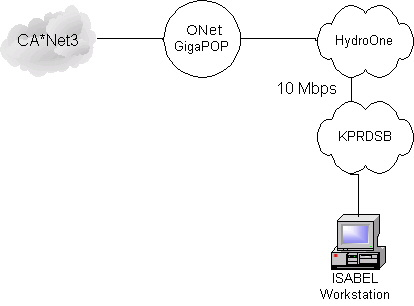 CA*Net3
ONet
GigaPOP
HydroOne
10 Mbps
KPRDSB
ISABEL
Workstation